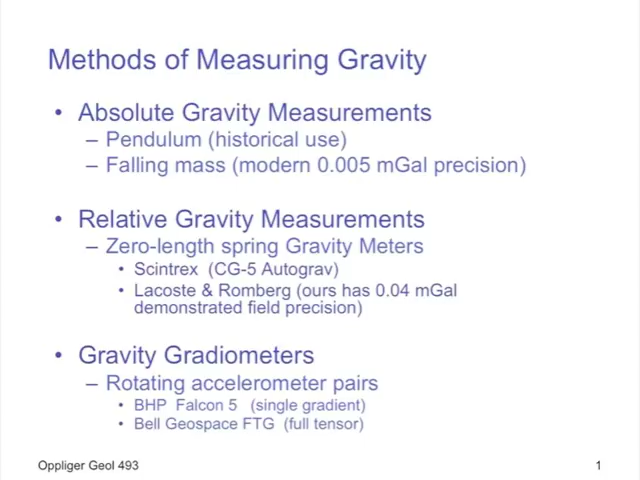 Methods of Measuring Gravity
• Absolute Gravity Measurements
– Pendulum (historical use)
– Falling mass (modern 0.005 mGal precision)
• Relative Gravity Measurements
– Zero-length spring Gravity Meters
• Scintrex (CG-5 Autograv)
• Lacoste & Romberg (ours has 0.04 mGal
demonstrated field precision)
• Gravity Gradiometers
– Rotating accelerometer pairs
• BHP Falcon 5 (single gradient)
• Bell Geospace FTG (full tensor)
Oppliger Geol 493
1